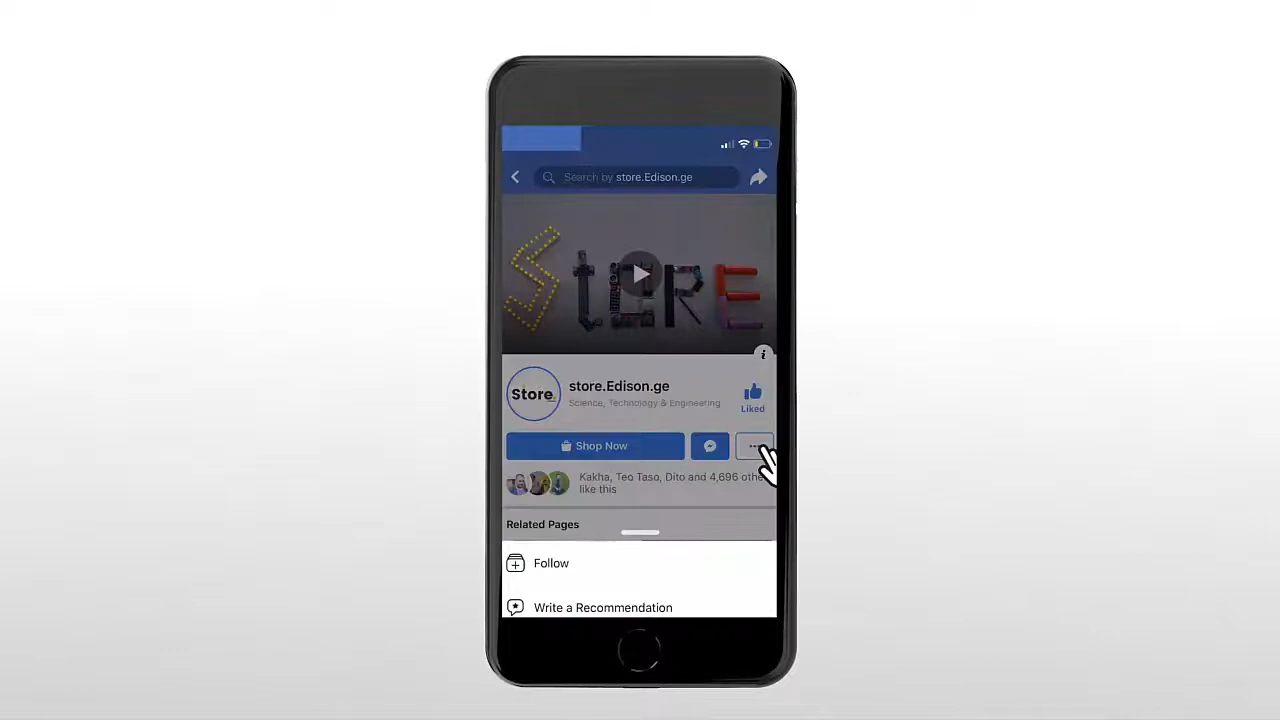 Search by store.Edison.ge
StORE
i
Store.
store.Edison.ge
Science, Technology & Engineering
Liked
Shop Now
Kakha, Teo Taso, Dito and 4,696 othe
like this
Related Pages
Follow
Write a Recommendation